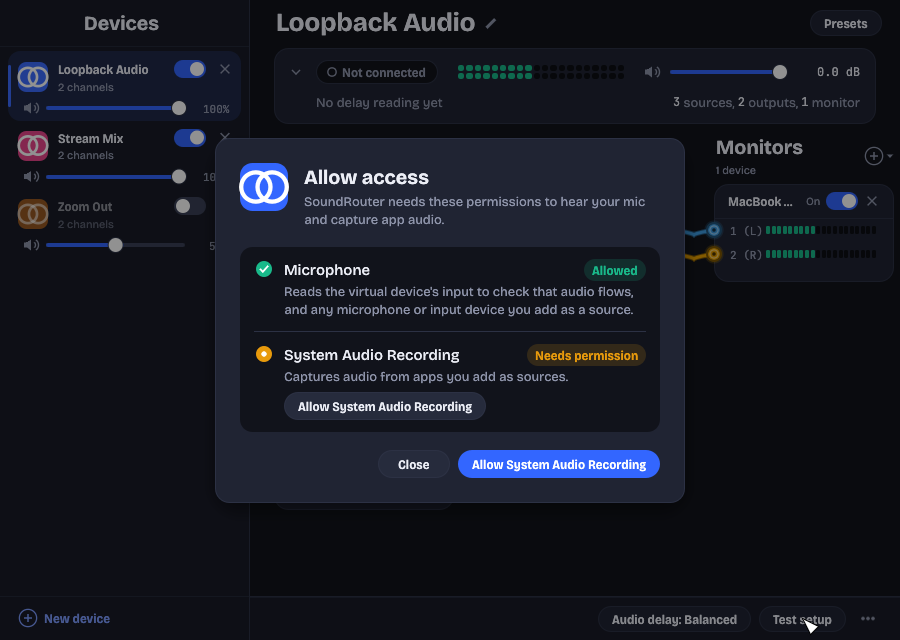 Devices
Loopback Audio
Presets
Loopback Audio
2 channels
100%
Not connected
0.0 dB
No delay reading yet
3 sources, 2 outputs, 1 monitor
Stream Mix
2 channels
Zoom Out
2 channels
Monitors
1 device
MacBook ...
On
1 (L)
2 (R)
Allow access
SoundRouter needs these permissions to hear your mic
and capture app audio.
Microphone
Allowed
Reads the virtual device's input to check that audio flows,
and any microphone or input device you add as a source.
System Audio Recording
Needs permission
Captures audio from apps you add as sources.
Allow System Audio Recording
Close
Allow System Audio Recording
New device
Audio delay: Balanced
Test setup